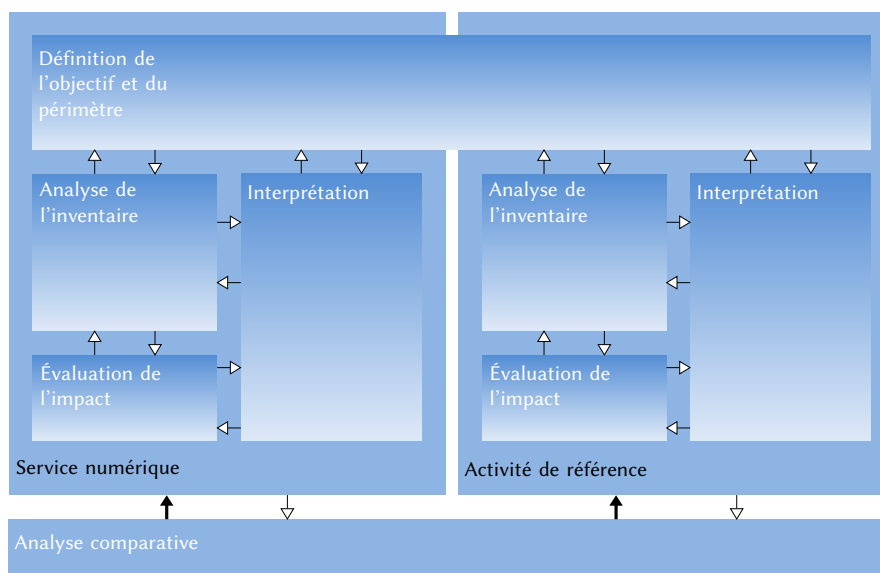 Définition de
l'objectif et du
périmètre
Analyse de
l'inventaire
Interprétation
Évaluation de
l'impact
Service numérique
Analyse de
l'inventaire
Interprétation
Évaluation de
l'impact
Activité de référence
Analyse comparative